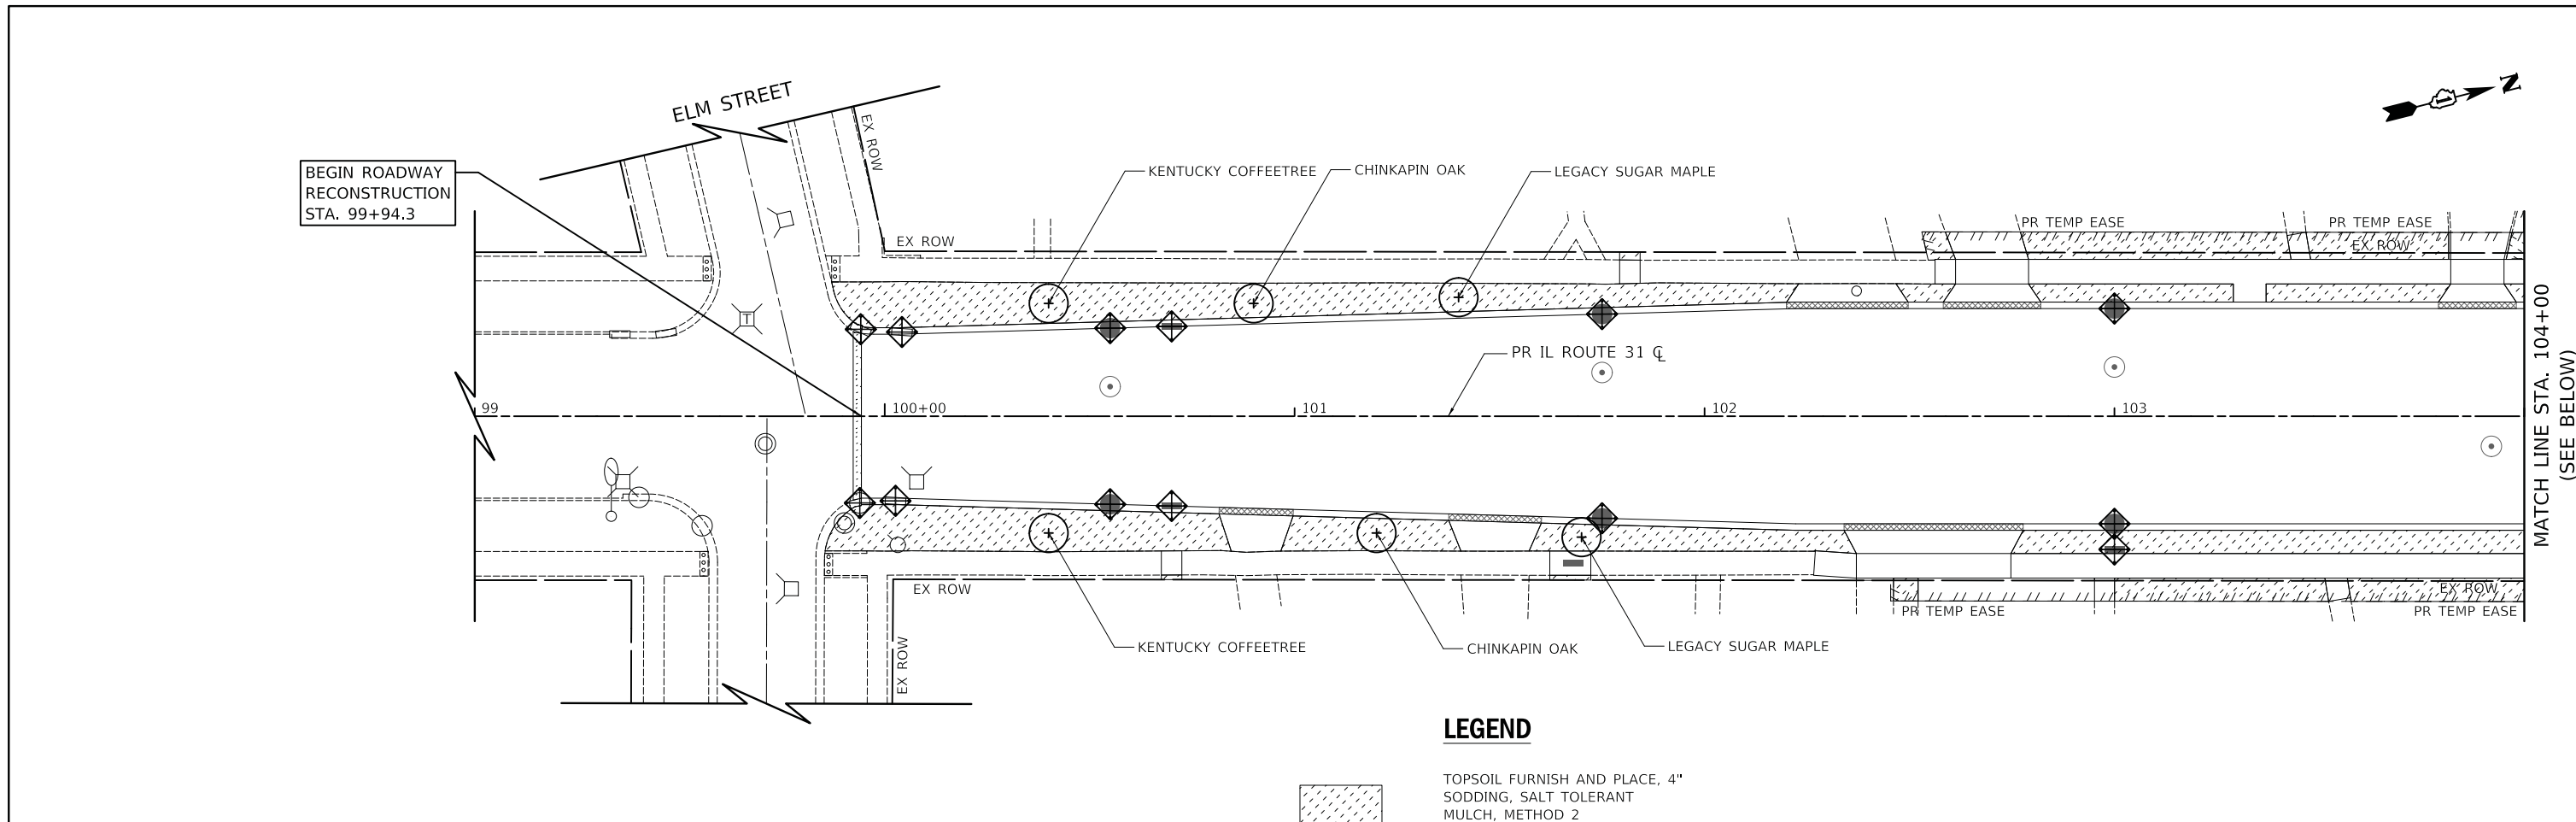 ELM STREET
EX ROW
N
BEGIN ROADWAY
RECONSTRUCTION
STA. 99+94.3
KENTUCKY COFFEETREE
CHINKAPIN OAK
LEGACY SUGAR MAPLE
EX ROW
PR TEMP EASE
PR TEMP EASE
EX ROW
T
PR IL ROUTE 31 ℄
99
100+00
101
102
103
MATCH LINE STA. 104+00
(SEE BELOW)
EX ROW
EX ROW
PR TEMP EASE
PR TEMP EASE
EX ROW
KENTUCKY COFFEETREE
CHINKAPIN OAK
LEGACY SUGAR MAPLE
LEGEND
TOPSOIL FURNISH AND PLACE, 4"
SODDING, SALT TOLERANT
MULCH, METHOD 2